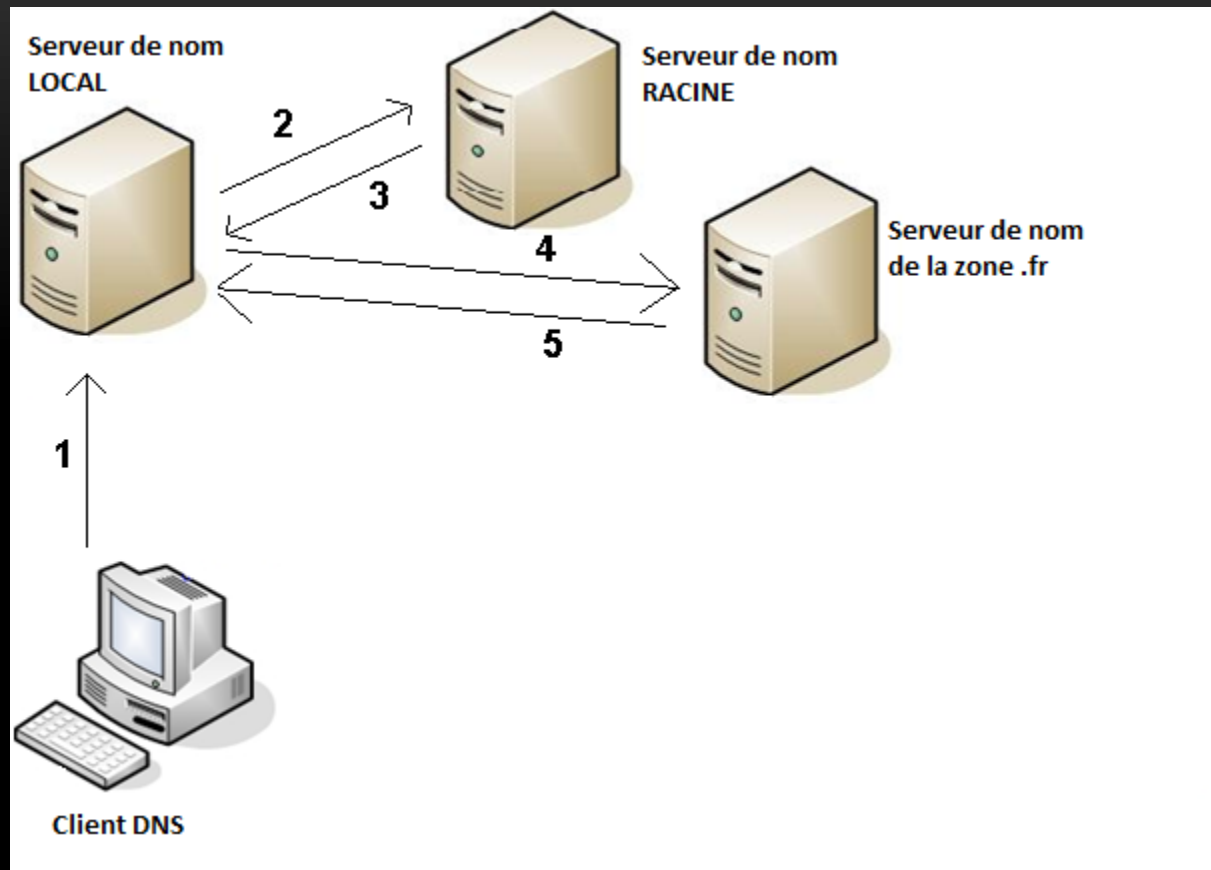 Serveur de nom
LOCAL
Serveur de nom
RACINE
2
3
Serveur de nom
de la zone .fr
4
5
1
Client DNS